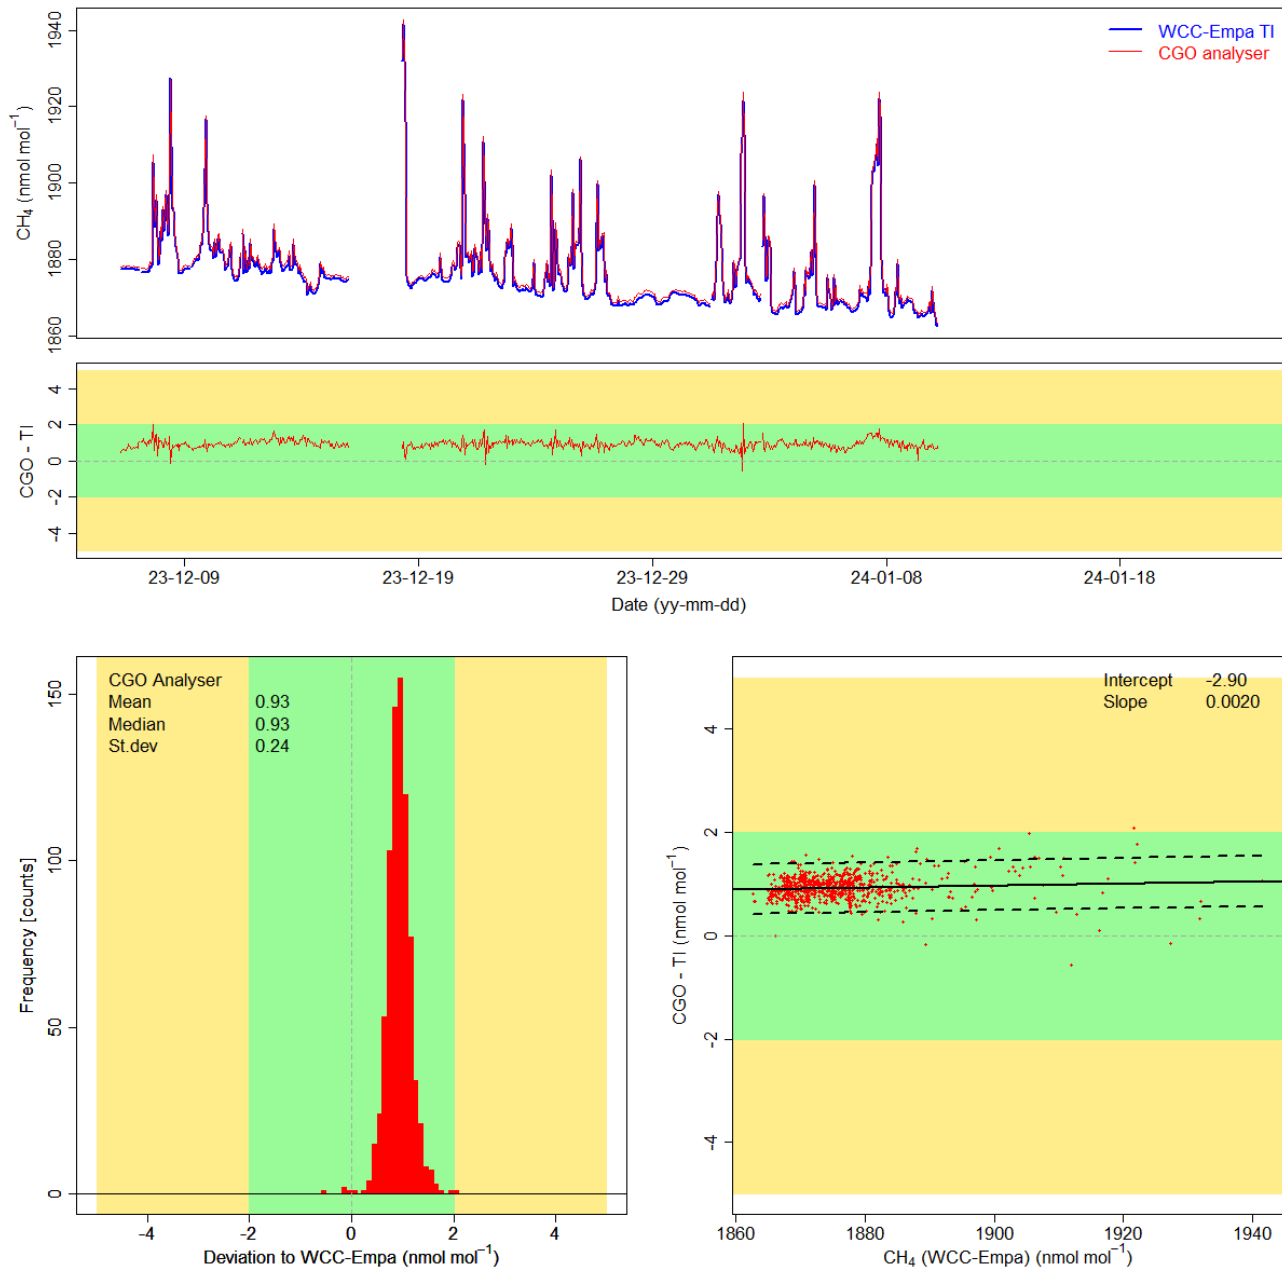 WCC-Empa TI
CGO analyser
CH₄ (nmol mol⁻¹)
1940
1920
1900
1880
1860
CGO - TI
4
2
0
-2
-4
23-12-09
23-12-19
23-12-29
24-01-08
24-01-18
Date (yy-mm-dd)
CGO Analyser
Mean 0.93
Median 0.93
St.dev 0.24
Frequency [counts]
150
100
50
0
-4
-2
0
2
4
Deviation to WCC-Empa (nmol mol⁻¹)
Intercept -2.90
Slope 0.0020
CGO - TI (nmol mol⁻¹)
4
2
0
-2
-4
1860
1880
1900
1920
1940
CH₄ (WCC-Empa) (nmol mol⁻¹)